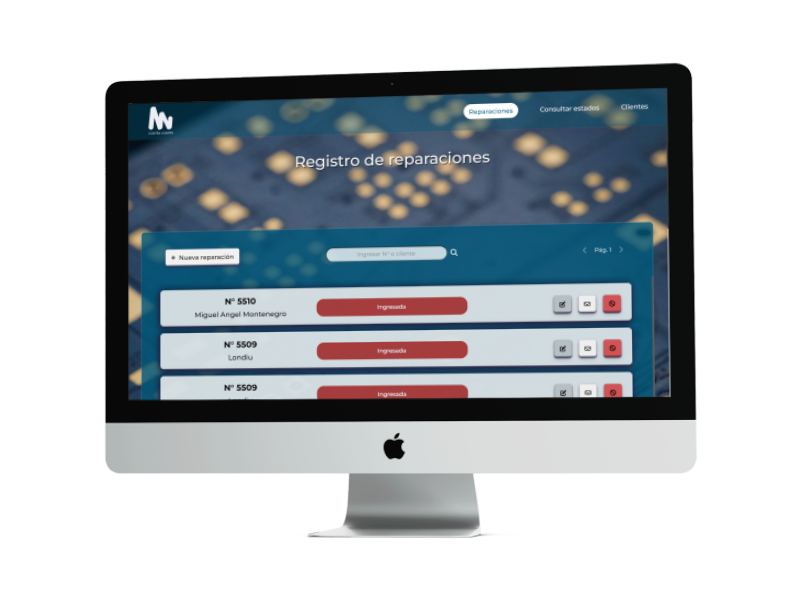 Reparaciones
Consultar estados
Clientes
Registro de reparaciones
+ Nueva reparación
Ingresar N° o cliente
Pág. 1
N° 5510
Miguel Angel Montenegro
Ingresada
N° 5509
Londiu
Ingresada
N° 5509
Ingresada